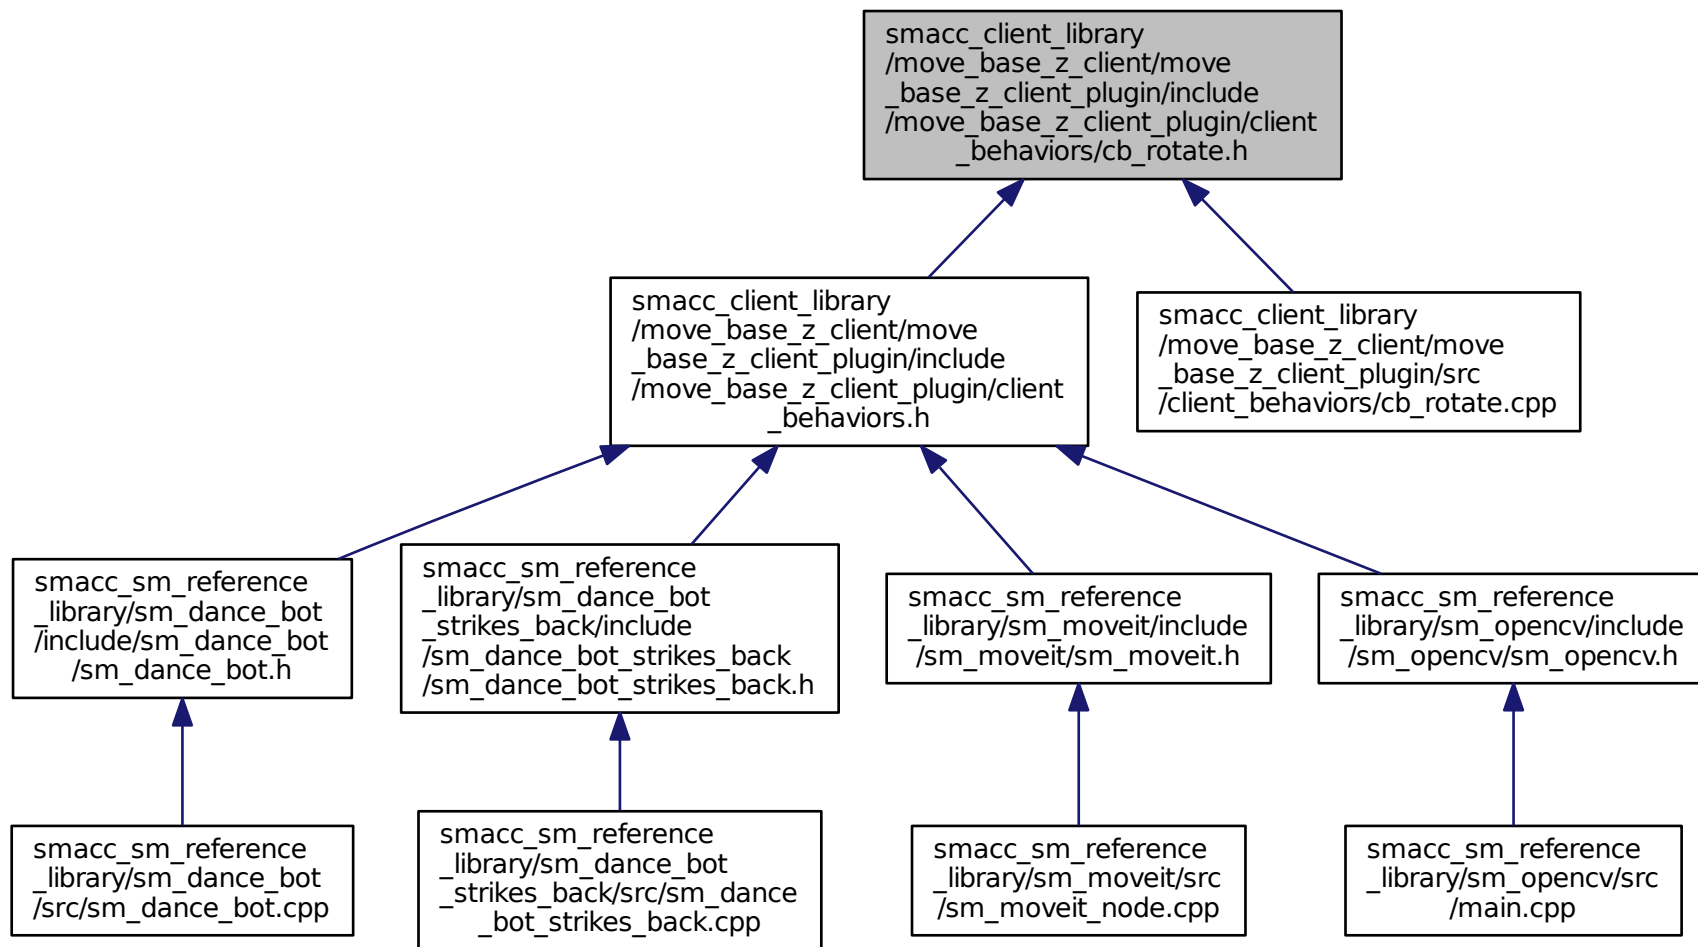 smacc_client_library
/move_base_z_client/move
_base_z_client_plugin/include
/move_base_z_client_plugin/client
_behaviors/cb_rotate.h
smacc_client_library
/move_base_z_client/move
_base_z_client_plugin/include
/move_base_z_client_plugin/client
_behaviors.h
smacc_client_library
/move_base_z_client/move
_base_z_client_plugin/src
/client_behaviors/cb_rotate.cpp
smacc_sm_reference
_library/sm_dance_bot
/include/sm_dance_bot
/sm_dance_bot.h
smacc_sm_reference
_library/sm_dance_bot
_strikes_back/include
/sm_dance_bot_strikes_back
/sm_dance_bot_strikes_back.h
smacc_sm_reference
_library/sm_moveit/include
/sm_moveit/sm_moveit.h
smacc_sm_reference
_library/sm_opencv/include
/sm_opencv/sm_opencv.h
smacc_sm_reference
_library/sm_dance_bot
/src/sm_dance_bot.cpp
smacc_sm_reference
_library/sm_dance_bot
_strikes_back/src/sm_dance
_bot_strikes_back.cpp
smacc_sm_reference
_library/sm_moveit/src
/sm_moveit_node.cpp
smacc_sm_reference
_library/sm_opencv/src
/main.cpp